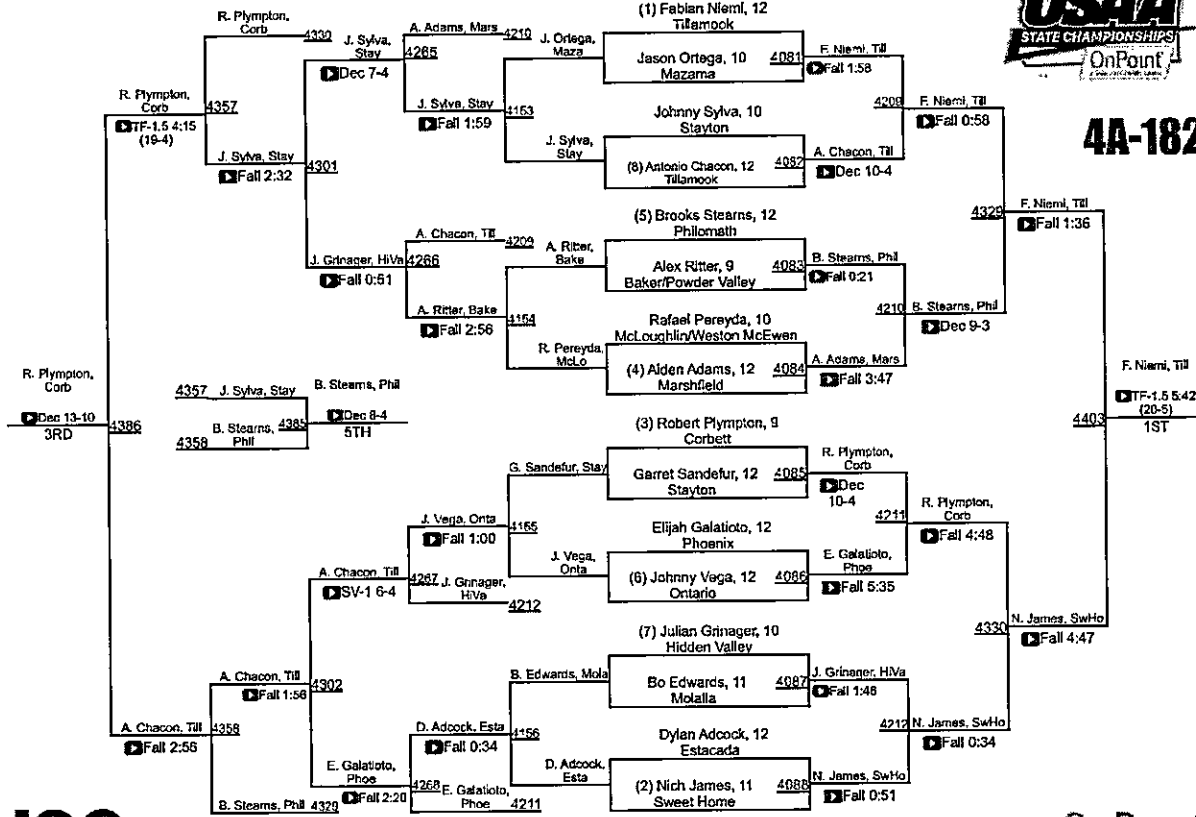 OSAA
STATE CHAMPIONSHIPS
OnPoint
4A-182
(1) Fabian Niemi, 12
Tillamook
Jason Ortega, 10
Mazama
4081
F. Niemi, Till
Fall 1:58
Johnny Sylva, 10
Stayton
(8) Antonio Chacon, 12
Tillamook
4082
A. Chacon, Till
Dec 10-4
(5) Brooks Stearns, 12
Philomath
Alex Ritter, 9
Baker/Powder Valley
4083
B. Stearns, Phil
Fall 0:21
Rafael Pereyda, 10
McLoughlin/Weston McEwen
(4) Aiden Adams, 12
Marshfield
4084
A. Adams, Mars
Fall 3:47
(3) Robert Plympton, 9
Corbett
Garret Sandefur, 12
Stayton
4085
R. Plympton,
Corb
Dec
10-4
Elijah Galatioto, 12
Phoenix
(6) Johnny Vega, 12
Ontario
4086
E. Galatioto,
Phoe
Fall 5:35
(7) Julian Grinager, 10
Hidden Valley
Bo Edwards, 11
Molalla
4087
J. Grinager, HiVa
Fall 1:46
Dylan Adcock, 12
Estacada
(2) Nich James, 11
Sweet Home
4088
N. James, SwHo
Fall 0:51
4209
F. Niemi, Till
Fall 0:58
4210
B. Stearns, Phil
Dec 9-3
4211
R. Plympton,
Corb
Fall 4:48
4212
N. James, SwHo
Fall 0:34
4329
F. Niemi, Till
Fall 1:36
4330
N. James, SwHo
Fall 4:47
4403
F. Niemi, Till
TF-1.5 5:42
(20-5)
1ST
J. Ortega,
Maza
J. Sylva,
Stay
4153
A. Ritter,
Bake
R. Pereyda,
McLo
4154
G. Sandefur, Stay
J. Vega,
Onta
4155
B. Edwards, Mola
D. Adcock,
Esta
4156
A. Adams, Mars
4210
J. Sylva, Stay
Fall 1:59
4265
A. Chacon, Till
4209
A. Ritter, Bake
Fall 2:56
4266
J. Vega, Onta
Fall 1:00
4267
J. Grinager,
HiVa
4212
D. Adcock, Esta
Fall 0:34
4268
E. Galatioto,
Phoe
4211
J. Sylva,
Stay
Dec 7-4
J. Grinager, HiVa
Fall 0:51
4301
A. Chacon, Till
SV-1 6-4
E. Galatioto,
Phoe
Fall 2:20
4302
R. Plympton,
Corb
4330
J. Sylva, Stay
Fall 2:32
4357
A. Chacon, Till
Fall 1:56
B. Stearns, Phil
4329
4358
R. Plympton,
Corb
TF-1.5 4:15
(19-4)
A. Chacon, Till
Fall 2:56
4386
R. Plympton,
Corb
Dec 13-10
3RD
4357
J. Sylva, Stay
4358
B. Stearns,
Phil
4385
B. Stearns, Phil
Dec 8-4
5TH